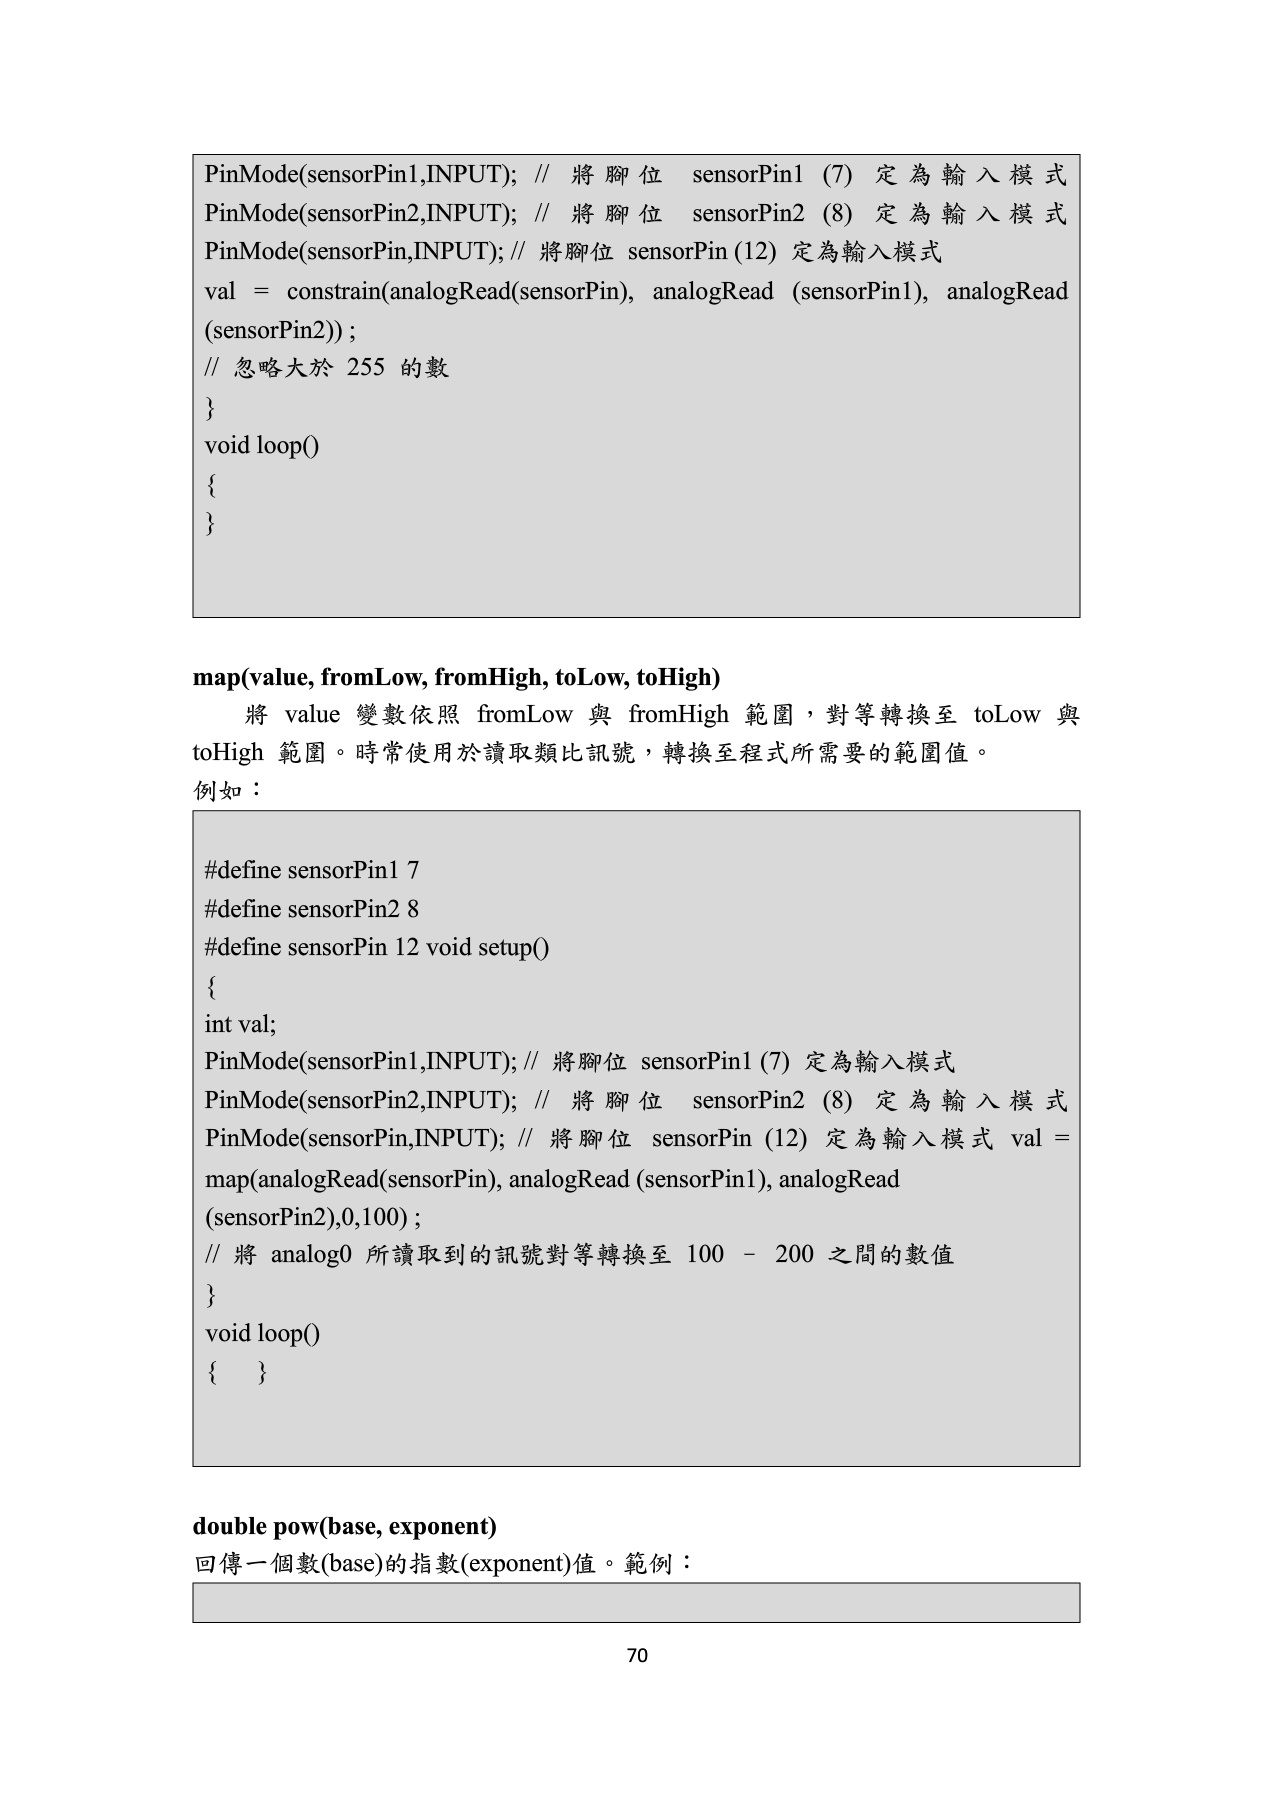 PinMode(sensorPin1,INPUT); // 將腳位 sensorPin1 (7) 定為輸入模式
PinMode(sensorPin2,INPUT); // 將腳位 sensorPin2 (8) 定為輸入模式
PinMode(sensorPin,INPUT); // 將腳位 sensorPin (12) 定為輸入模式
val = constrain(analogRead(sensorPin), analogRead (sensorPin1), analogRead
(sensorPin2)) ;
// 忽略大於 255 的數
}
void loop()
{
}
map(value, fromLow, fromHigh, toLow, toHigh)
將 value 變數依照 fromLow 與 fromHigh 範圍，對等轉換至 toLow 與
toHigh 範圍。時常使用於讀取類比訊號，轉換至程式所需要的範圍值。
例如：
#define sensorPin1 7
#define sensorPin2 8
#define sensorPin 12 void setup()
{
int val;
PinMode(sensorPin1,INPUT); // 將腳位 sensorPin1 (7) 定為輸入模式
PinMode(sensorPin2,INPUT); // 將腳位 sensorPin2 (8) 定為輸入模式
PinMode(sensorPin,INPUT); // 將腳位 sensorPin (12) 定為輸入模式 val =
map(analogRead(sensorPin), analogRead (sensorPin1), analogRead
(sensorPin2),0,100) ;
// 將 analog0 所讀取到的訊號對等轉換至 100 – 200 之間的數值
}
void loop()
{ }
double pow(base, exponent)
回傳一個數(base)的指數(exponent)值。範例：
70